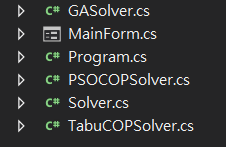 C# GASolver.cs
MainForm.cs
C# Program.cs
C# PSOCOPSolver.cs
C# Solver.cs
C# TabuCOPSolver.cs